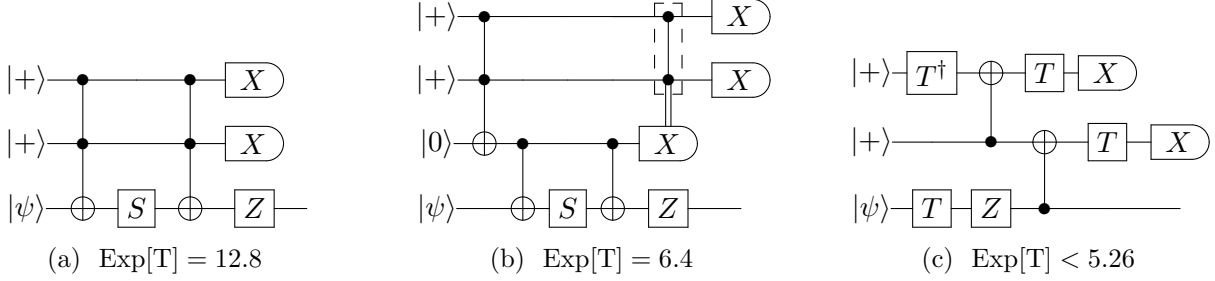 |+⟩ X
|+⟩ X
|ψ⟩ S Z
(a) Exp[T] = 12.8
|+⟩ X
|+⟩ X
|0⟩ X
|ψ⟩ S Z
(b) Exp[T] = 6.4
|+⟩ T† T X
|+⟩ T X
|ψ⟩ T Z
(c) Exp[T] < 5.26